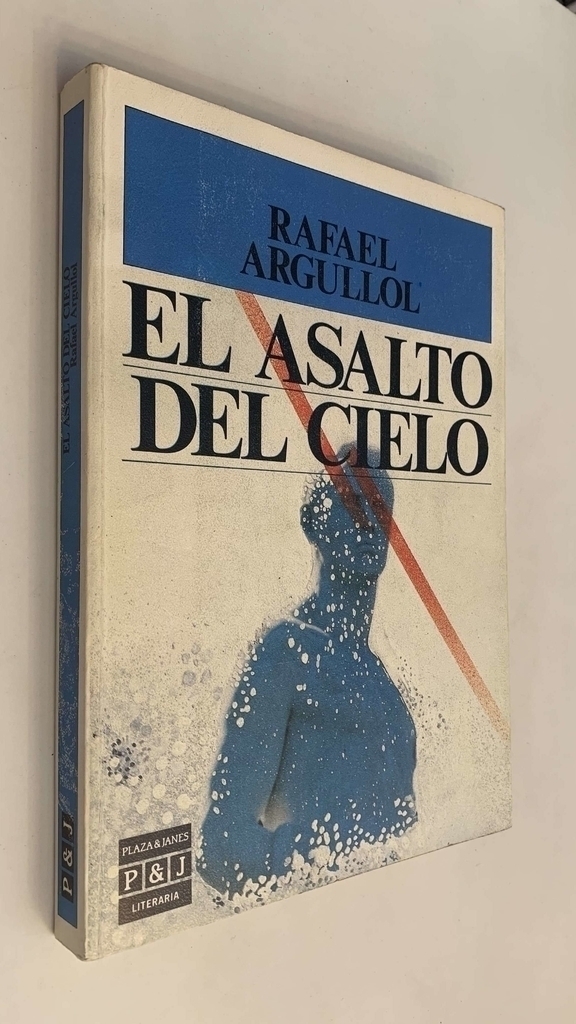 RAFAEL
ARGULLOL
EL ASALTO
DEL CIELO
PLAZA & JANES
P & J
LITERARIA
EL ASALTO DEL CIELO
Rafael Argullol
P & J